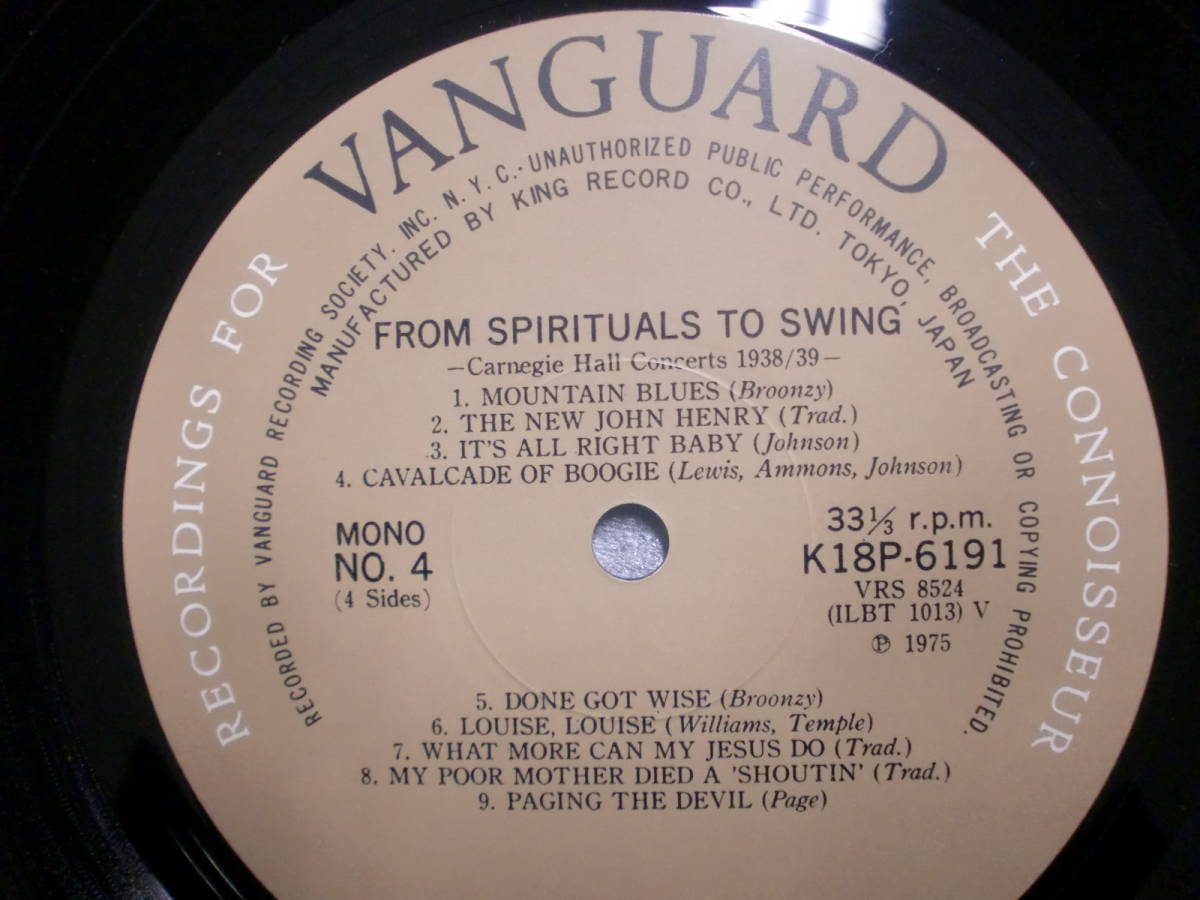 VANGUARD
RECORDINGS FOR THE CONNOISSEUR
RECORDED BY VANGUARD RECORDING SOCIETY. INC. N. Y. C.・UNAUTHORIZED PUBLIC PERFORMANCE, BROADCASTING OR COPYING PROHIBITED.
MANUFACTURED BY KING RECORD CO., LTD. TOKYO, JAPAN
FROM SPIRITUALS TO SWING
—Carnegie Hall Concerts 1938/39—
1. MOUNTAIN BLUES (Broonzy)
2. THE NEW JOHN HENRY (Trad.)
3. IT'S ALL RIGHT BABY (Johnson)
4. CAVALCADE OF BOOGIE (Lewis, Ammons, Johnson)
MONO
NO. 4
(4 Sides)
33⅓ r.p.m.
K18P-6191
VRS 8524
(ILBT 1013) V
Ⓟ 1975
5. DONE GOT WISE (Broonzy)
6. LOUISE, LOUISE (Williams, Temple)
7. WHAT MORE CAN MY JESUS DO (Trad.)
8. MY POOR MOTHER DIED A 'SHOUTIN' (Trad.)
9. PAGING THE DEVIL (Page)